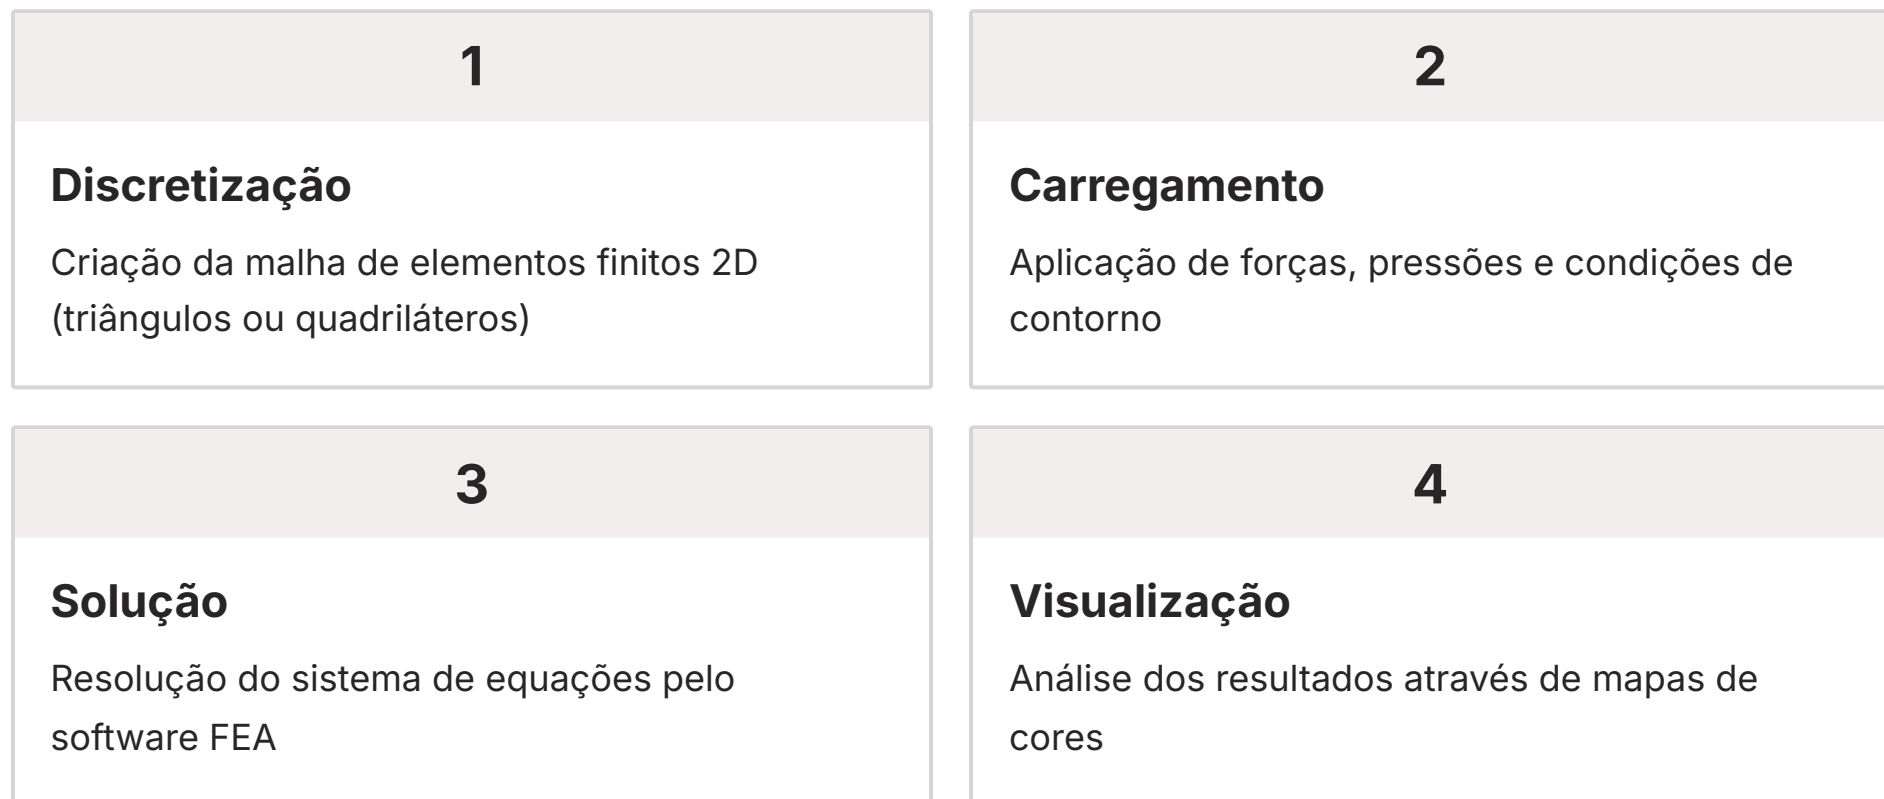 1
Discretização
Criação da malha de elementos finitos 2D
(triângulos ou quadriláteros)
2
Carregamento
Aplicação de forças, pressões e condições de
contorno
3
Solução
Resolução do sistema de equações pelo
software FEA
4
Visualização
Análise dos resultados através de mapas de
cores